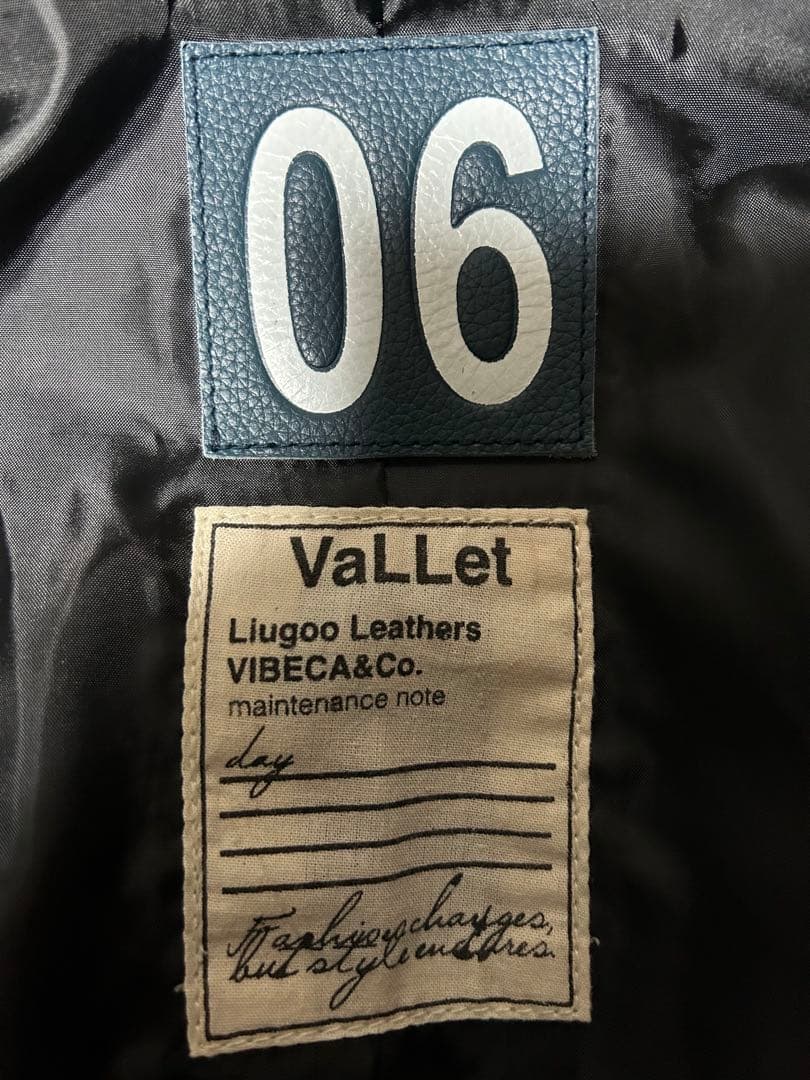 06
VaLLet
Liugoo Leathers
VIBECA&Co.
maintenance note
day
Fashion changes,
but style endures.